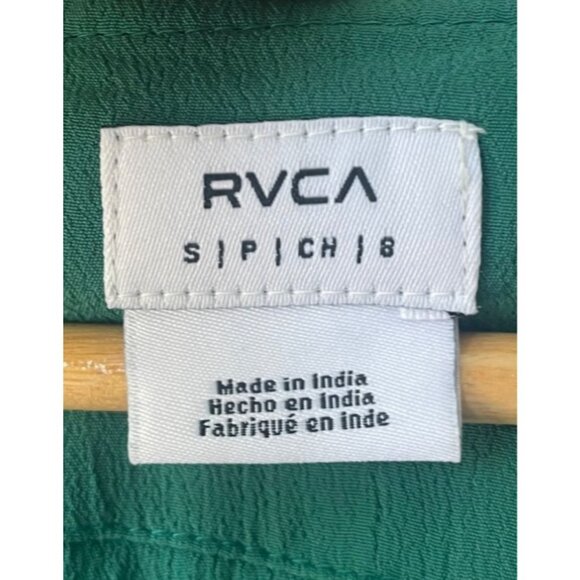 RVCA
S | P | CH | 8
Made in India
Hecho en India
Fabriqué en inde